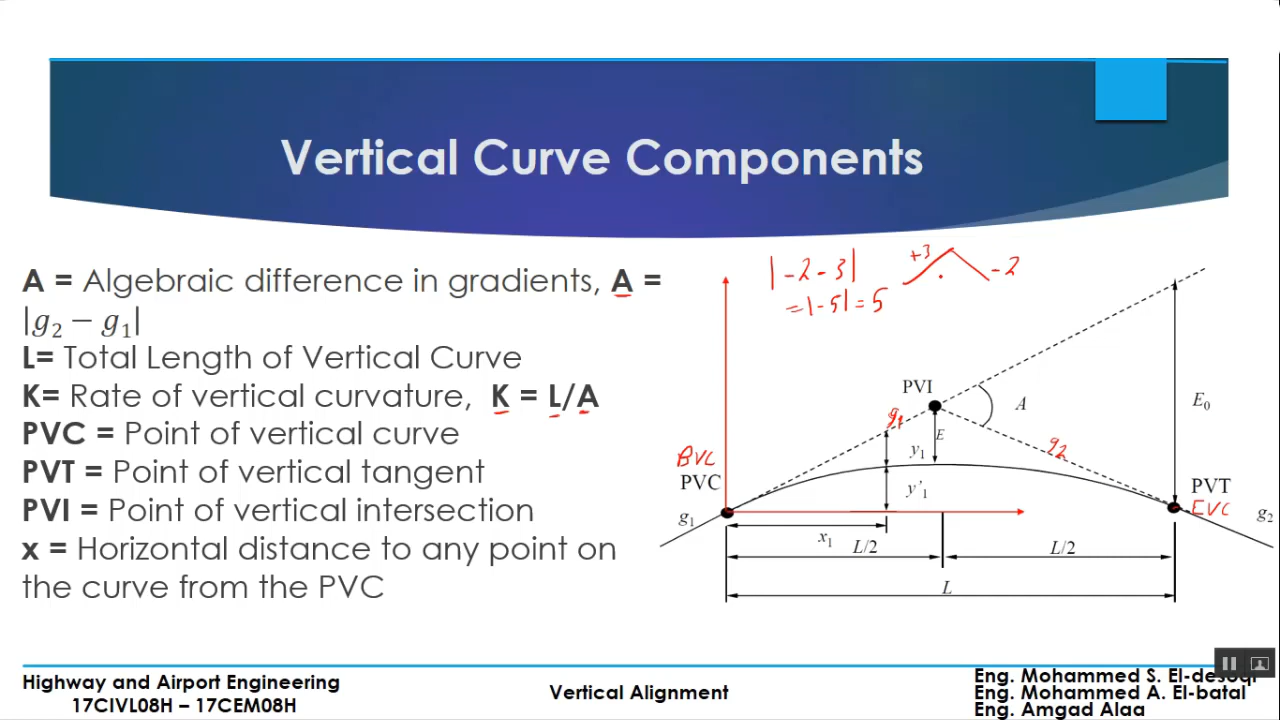 Vertical Curve Components
A = Algebraic difference in gradients, A =
|g₂ − g₁|
L= Total Length of Vertical Curve
K= Rate of vertical curvature, K = L/A
PVC = Point of vertical curve
PVT = Point of vertical tangent
PVI = Point of vertical intersection
x = Horizontal distance to any point on
the curve from the PVC
|-2-3|
=|-5|=5
+3
-2
PVI
A
E₀
g₁
E
y₁
g₂
BVC
PVC
y'₁
PVT
EVC
g₁
g₂
x₁
L/2
L/2
L
Highway and Airport Engineering
17CIVL08H – 17CEM08H
Vertical Alignment
Eng. Mohammed S. El-desoqi
Eng. Mohammed A. El-batal
Eng. Amgad Alaa